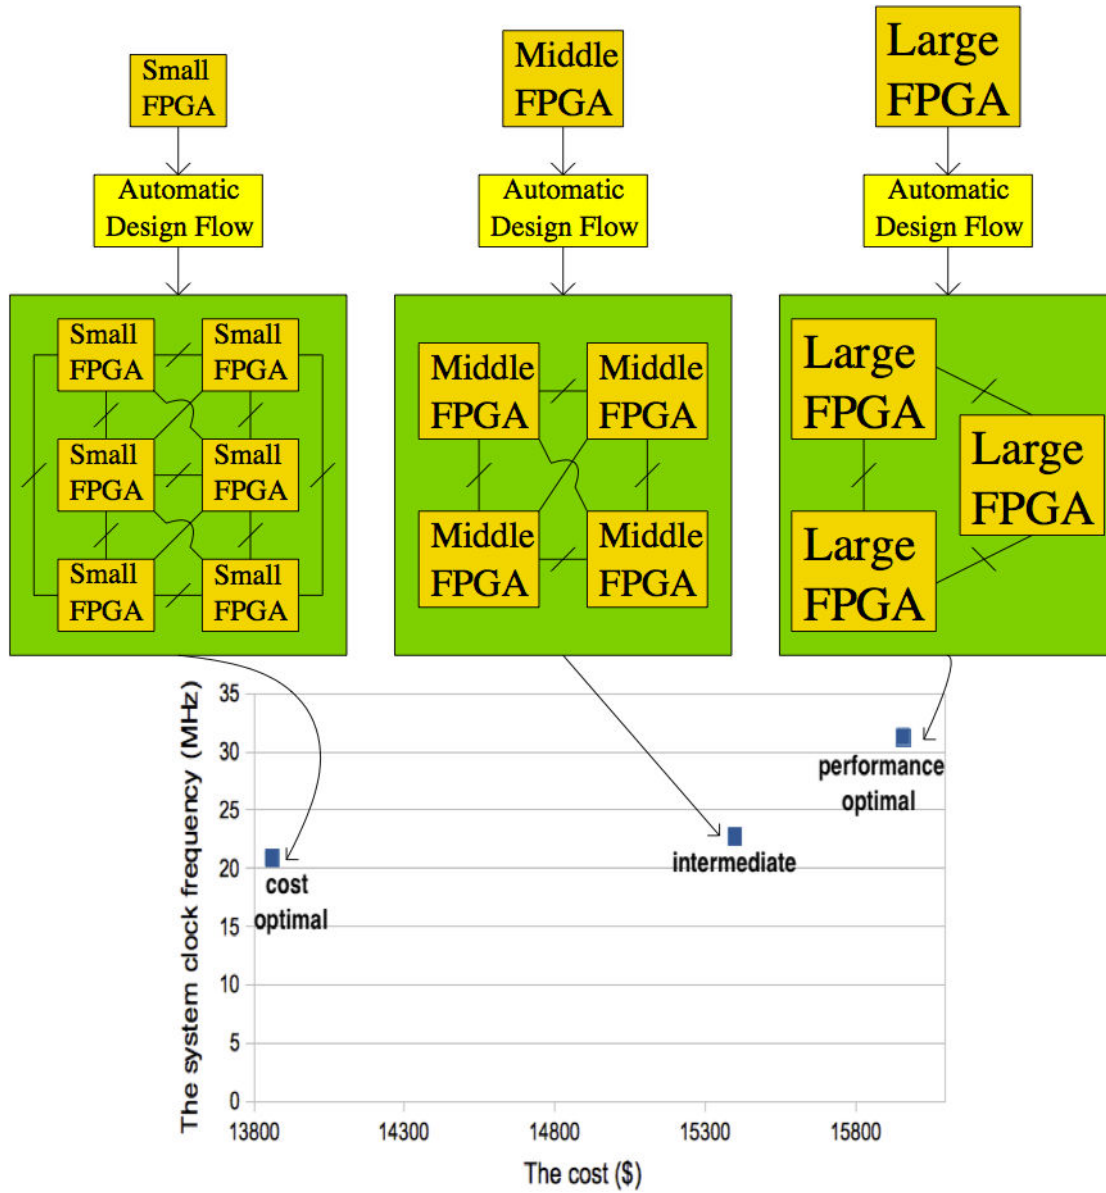 Small
FPGA
Middle
FPGA
Large
FPGA
Automatic
Design Flow
Automatic
Design Flow
Automatic
Design Flow
Small
FPGA
Small
FPGA
Small
FPGA
Small
FPGA
Small
FPGA
Small
FPGA
Middle
FPGA
Middle
FPGA
Middle
FPGA
Middle
FPGA
Large
FPGA
Large
FPGA
Large
FPGA
The system clock frequency (MHz)
35
30
25
20
15
10
5
0
cost
optimal
intermediate
performance
optimal
13800
14300
14800
15300
15800
The cost ($)